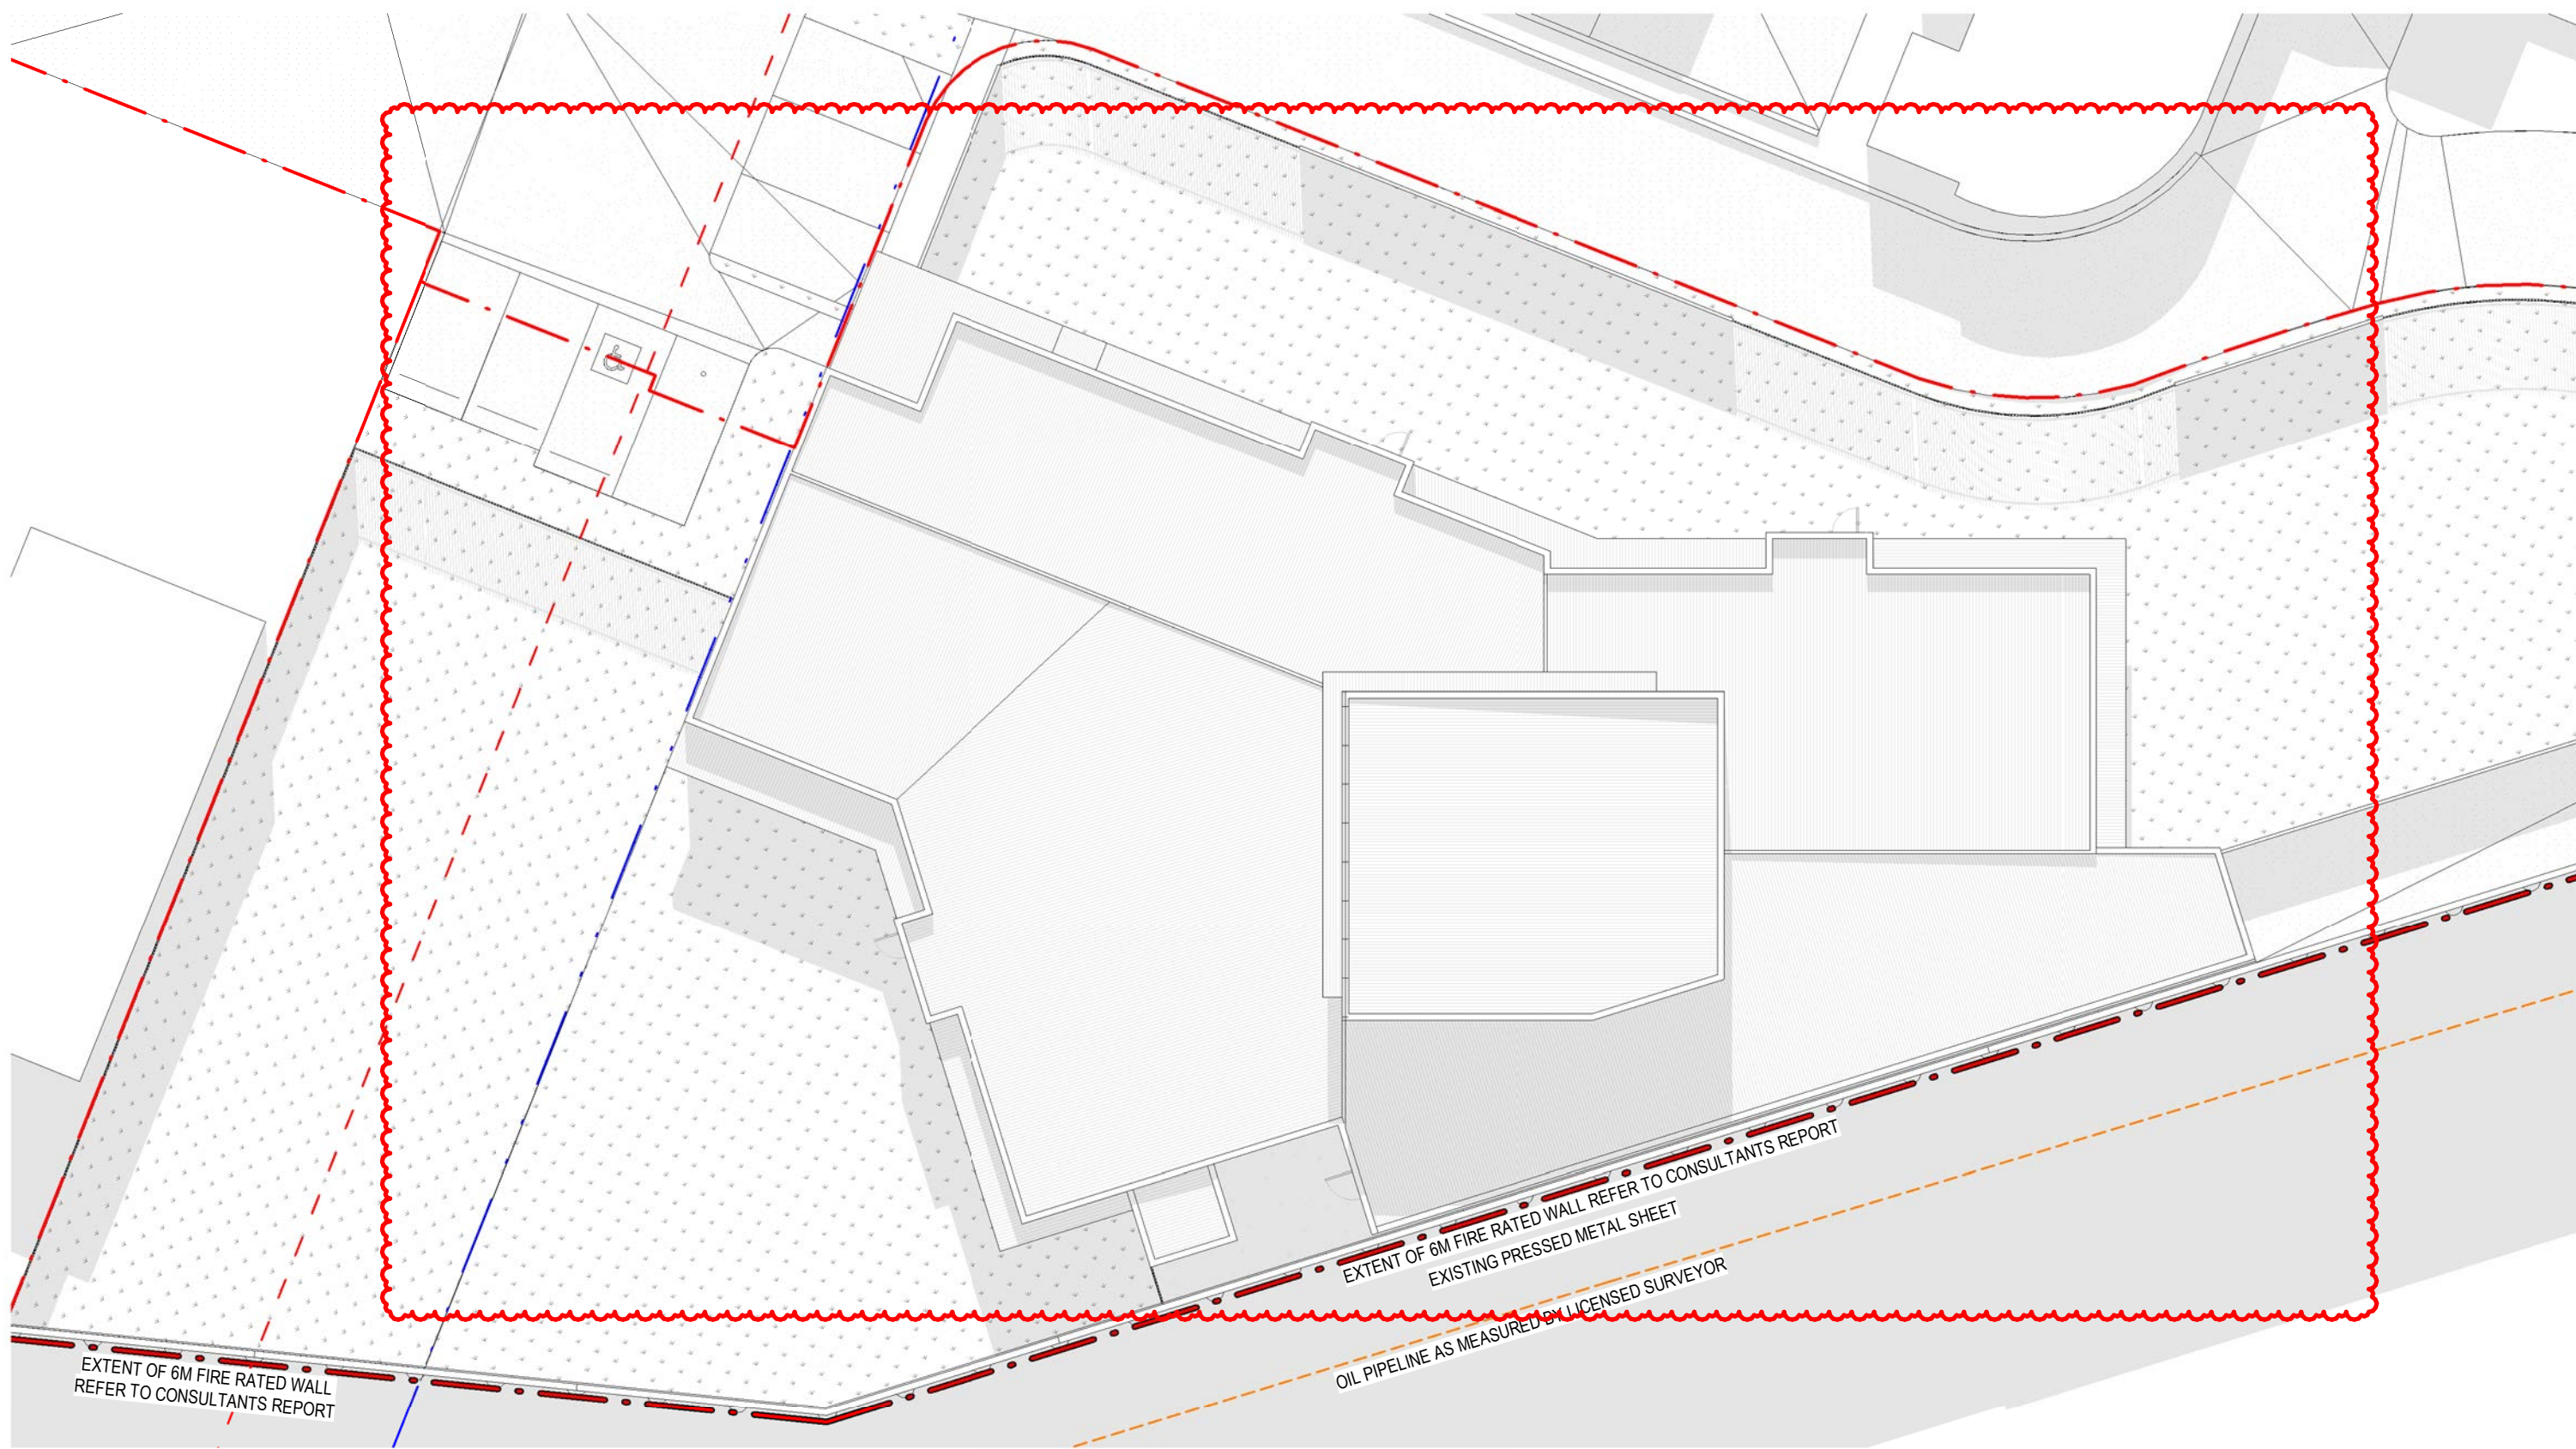 EXTENT OF 6M FIRE RATED WALL REFER TO CONSULTANTS REPORT
EXISTING PRESSED METAL SHEET
OIL PIPELINE AS MEASURED BY LICENSED SURVEYOR
EXTENT OF 6M FIRE RATED WALL
REFER TO CONSULTANTS REPORT